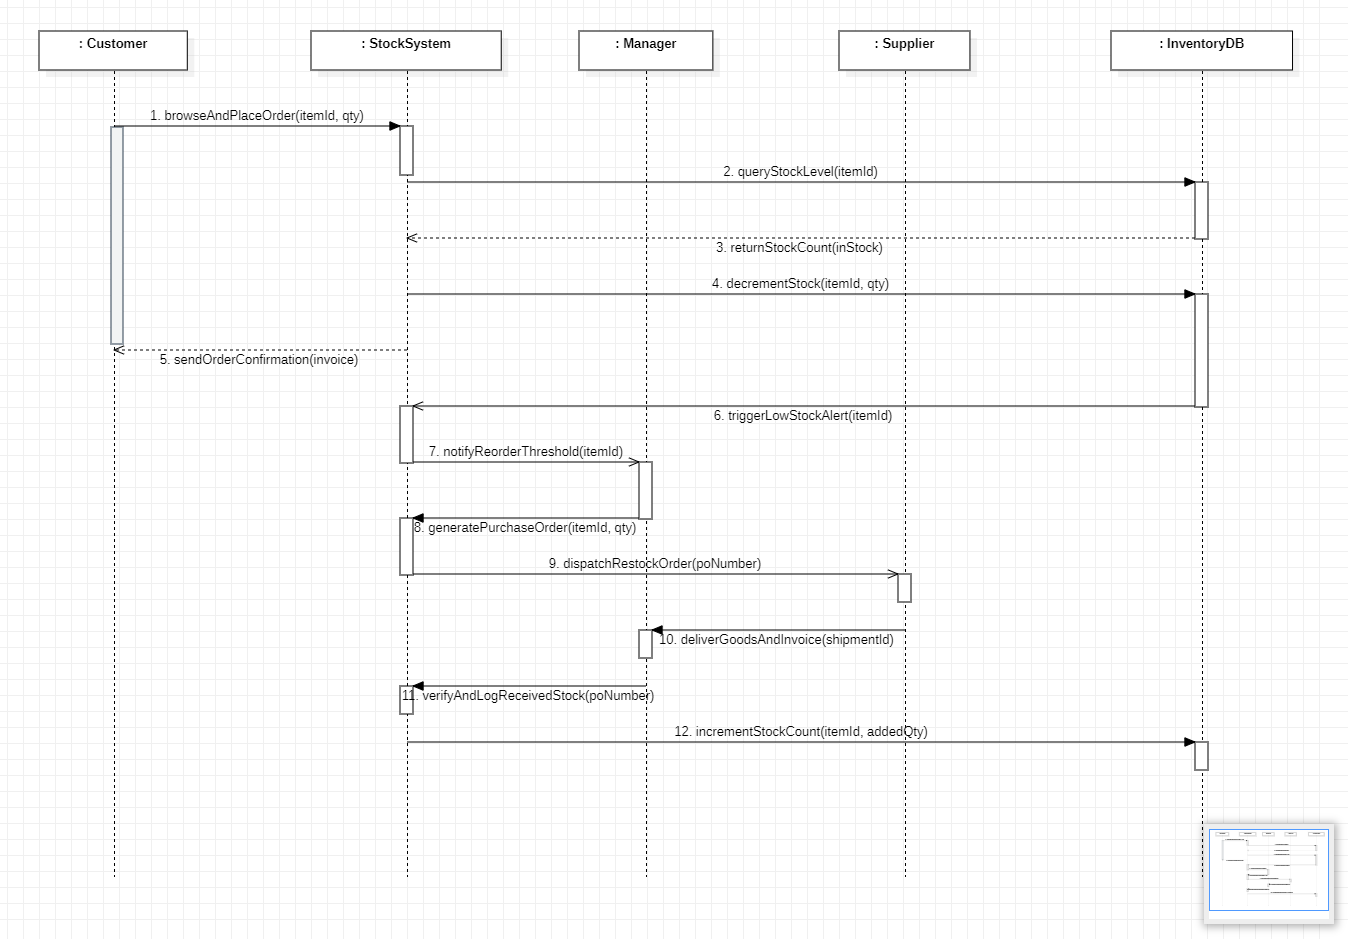 : Customer
: StockSystem
: Manager
: Supplier
: InventoryDB
1. browseAndPlaceOrder(itemId, qty)
2. queryStockLevel(itemId)
3. returnStockCount(inStock)
4. decrementStock(itemId, qty)
5. sendOrderConfirmation(invoice)
6. triggerLowStockAlert(itemId)
7. notifyReorderThreshold(itemId)
8. generatePurchaseOrder(itemId, qty)
9. dispatchRestockOrder(poNumber)
10. deliverGoodsAndInvoice(shipmentId)
11. verifyAndLogReceivedStock(poNumber)
12. incrementStockCount(itemId, addedQty)